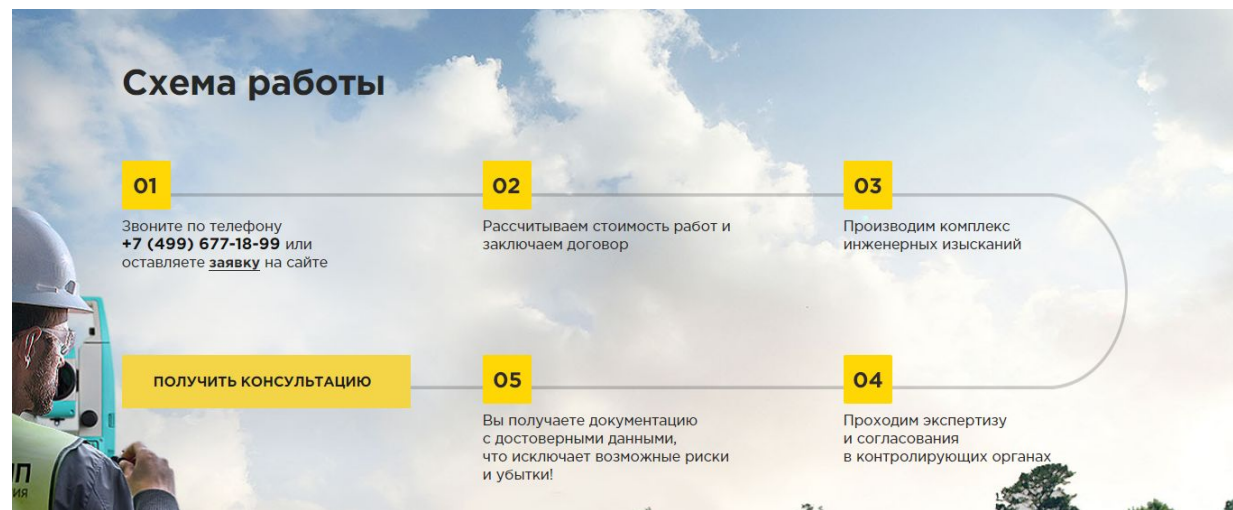 Схема работы
01
Звоните по телефону
+7 (499) 677-18-99 или
оставляете заявку на сайте
02
Рассчитываем стоимость работ и
заключаем договор
03
Производим комплекс
инженерных изысканий
04
Проходим экспертизу
и согласования
в контролирующих органах
05
Вы получаете документацию
с достоверными данными,
что исключает возможные риски
и убытки!
ПОЛУЧИТЬ КОНСУЛЬТАЦИЮ